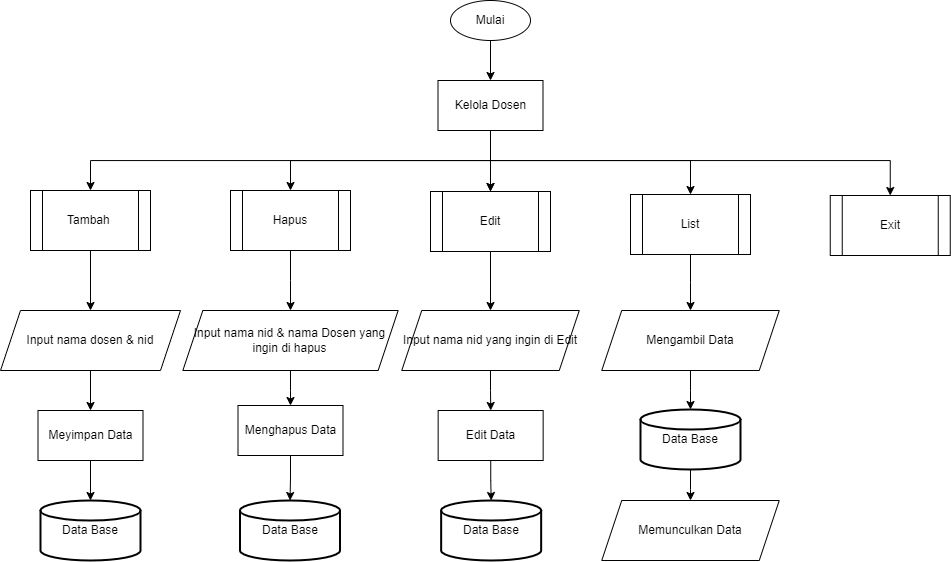 Mulai
Kelola Dosen
Tambah
Hapus
Edit
List
Exit
Input nama dosen & nid
Input nama nid & nama Dosen yang
ingin di hapus
Input nama nid yang ingin di Edit
Mengambil Data
Meyimpan Data
Menghapus Data
Edit Data
Data Base
Data Base
Data Base
Data Base
Memunculkan Data